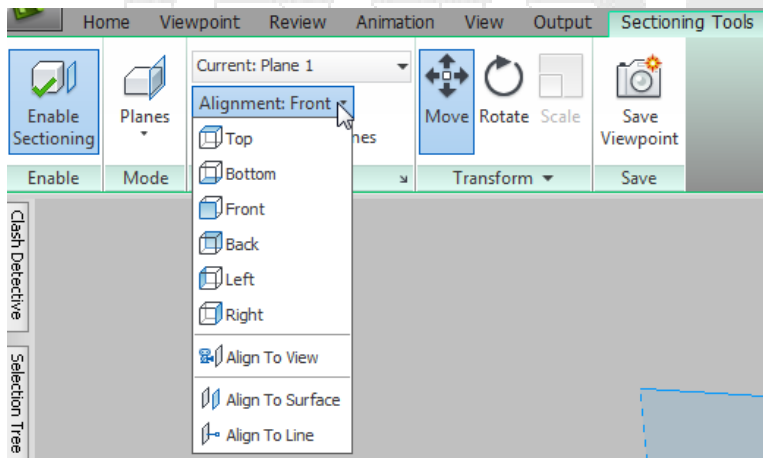 Home Viewpoint Review Animation View Output Sectioning Tools
Current: Plane 1
Alignment: Front
Enable Sectioning
Planes
nes
Move Rotate Scale
Save Viewpoint
Enable Mode Transform Save
Top
Bottom
Front
Back
Left
Right
Align To View
Align To Surface
Align To Line
Clash Detective
Selection Tree